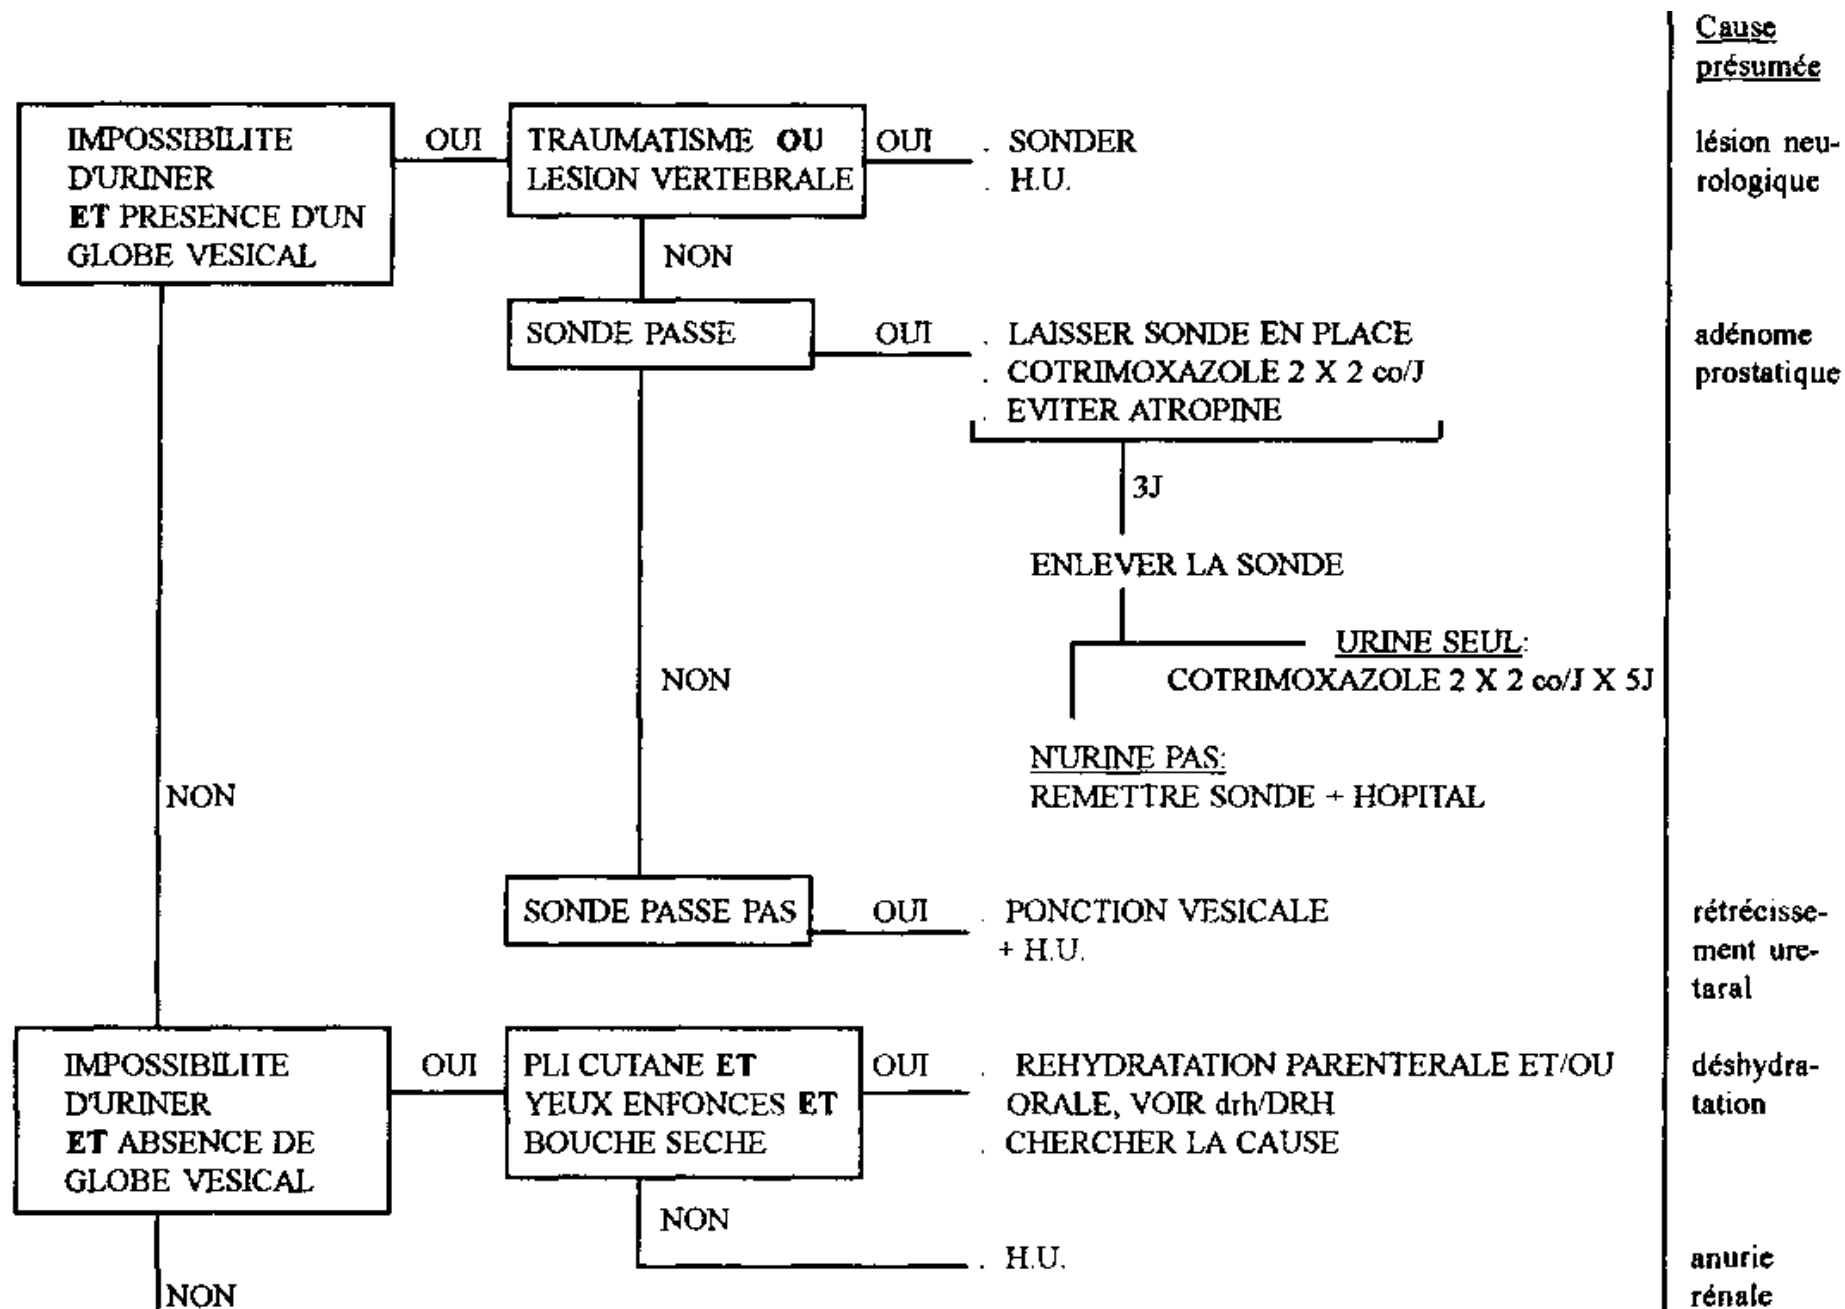 Cause
présumée
IMPOSSIBILITE
D'URINER
ET PRESENCE D'UN
GLOBE VESICAL
OUI
TRAUMATISME OU
LESION VERTEBRALE
OUI
. SONDER
. H.U.
lésion neu-
rologique
NON
SONDE PASSE
OUI
. LAISSER SONDE EN PLACE
. COTRIMOXAZOLE 2 X 2 co/J
. EVITER ATROPINE
adénome
prostatique
3J
ENLEVER LA SONDE
URINE SEUL:
COTRIMOXAZOLE 2 X 2 co/J X 5J
NON
N'URINE PAS:
REMETTRE SONDE + HOPITAL
NON
SONDE PASSE PAS
OUI
. PONCTION VESICALE
+ H.U.
rétrécisse-
ment ure-
taral
IMPOSSIBILITE
D'URINER
ET ABSENCE DE
GLOBE VESICAL
OUI
PLI CUTANE ET
YEUX ENFONCES ET
BOUCHE SECHE
OUI
. REHYDRATATION PARENTERALE ET/OU
ORALE, VOIR drh/DRH
. CHERCHER LA CAUSE
déshydra-
tation
NON
. H.U.
anurie
rénale
NON